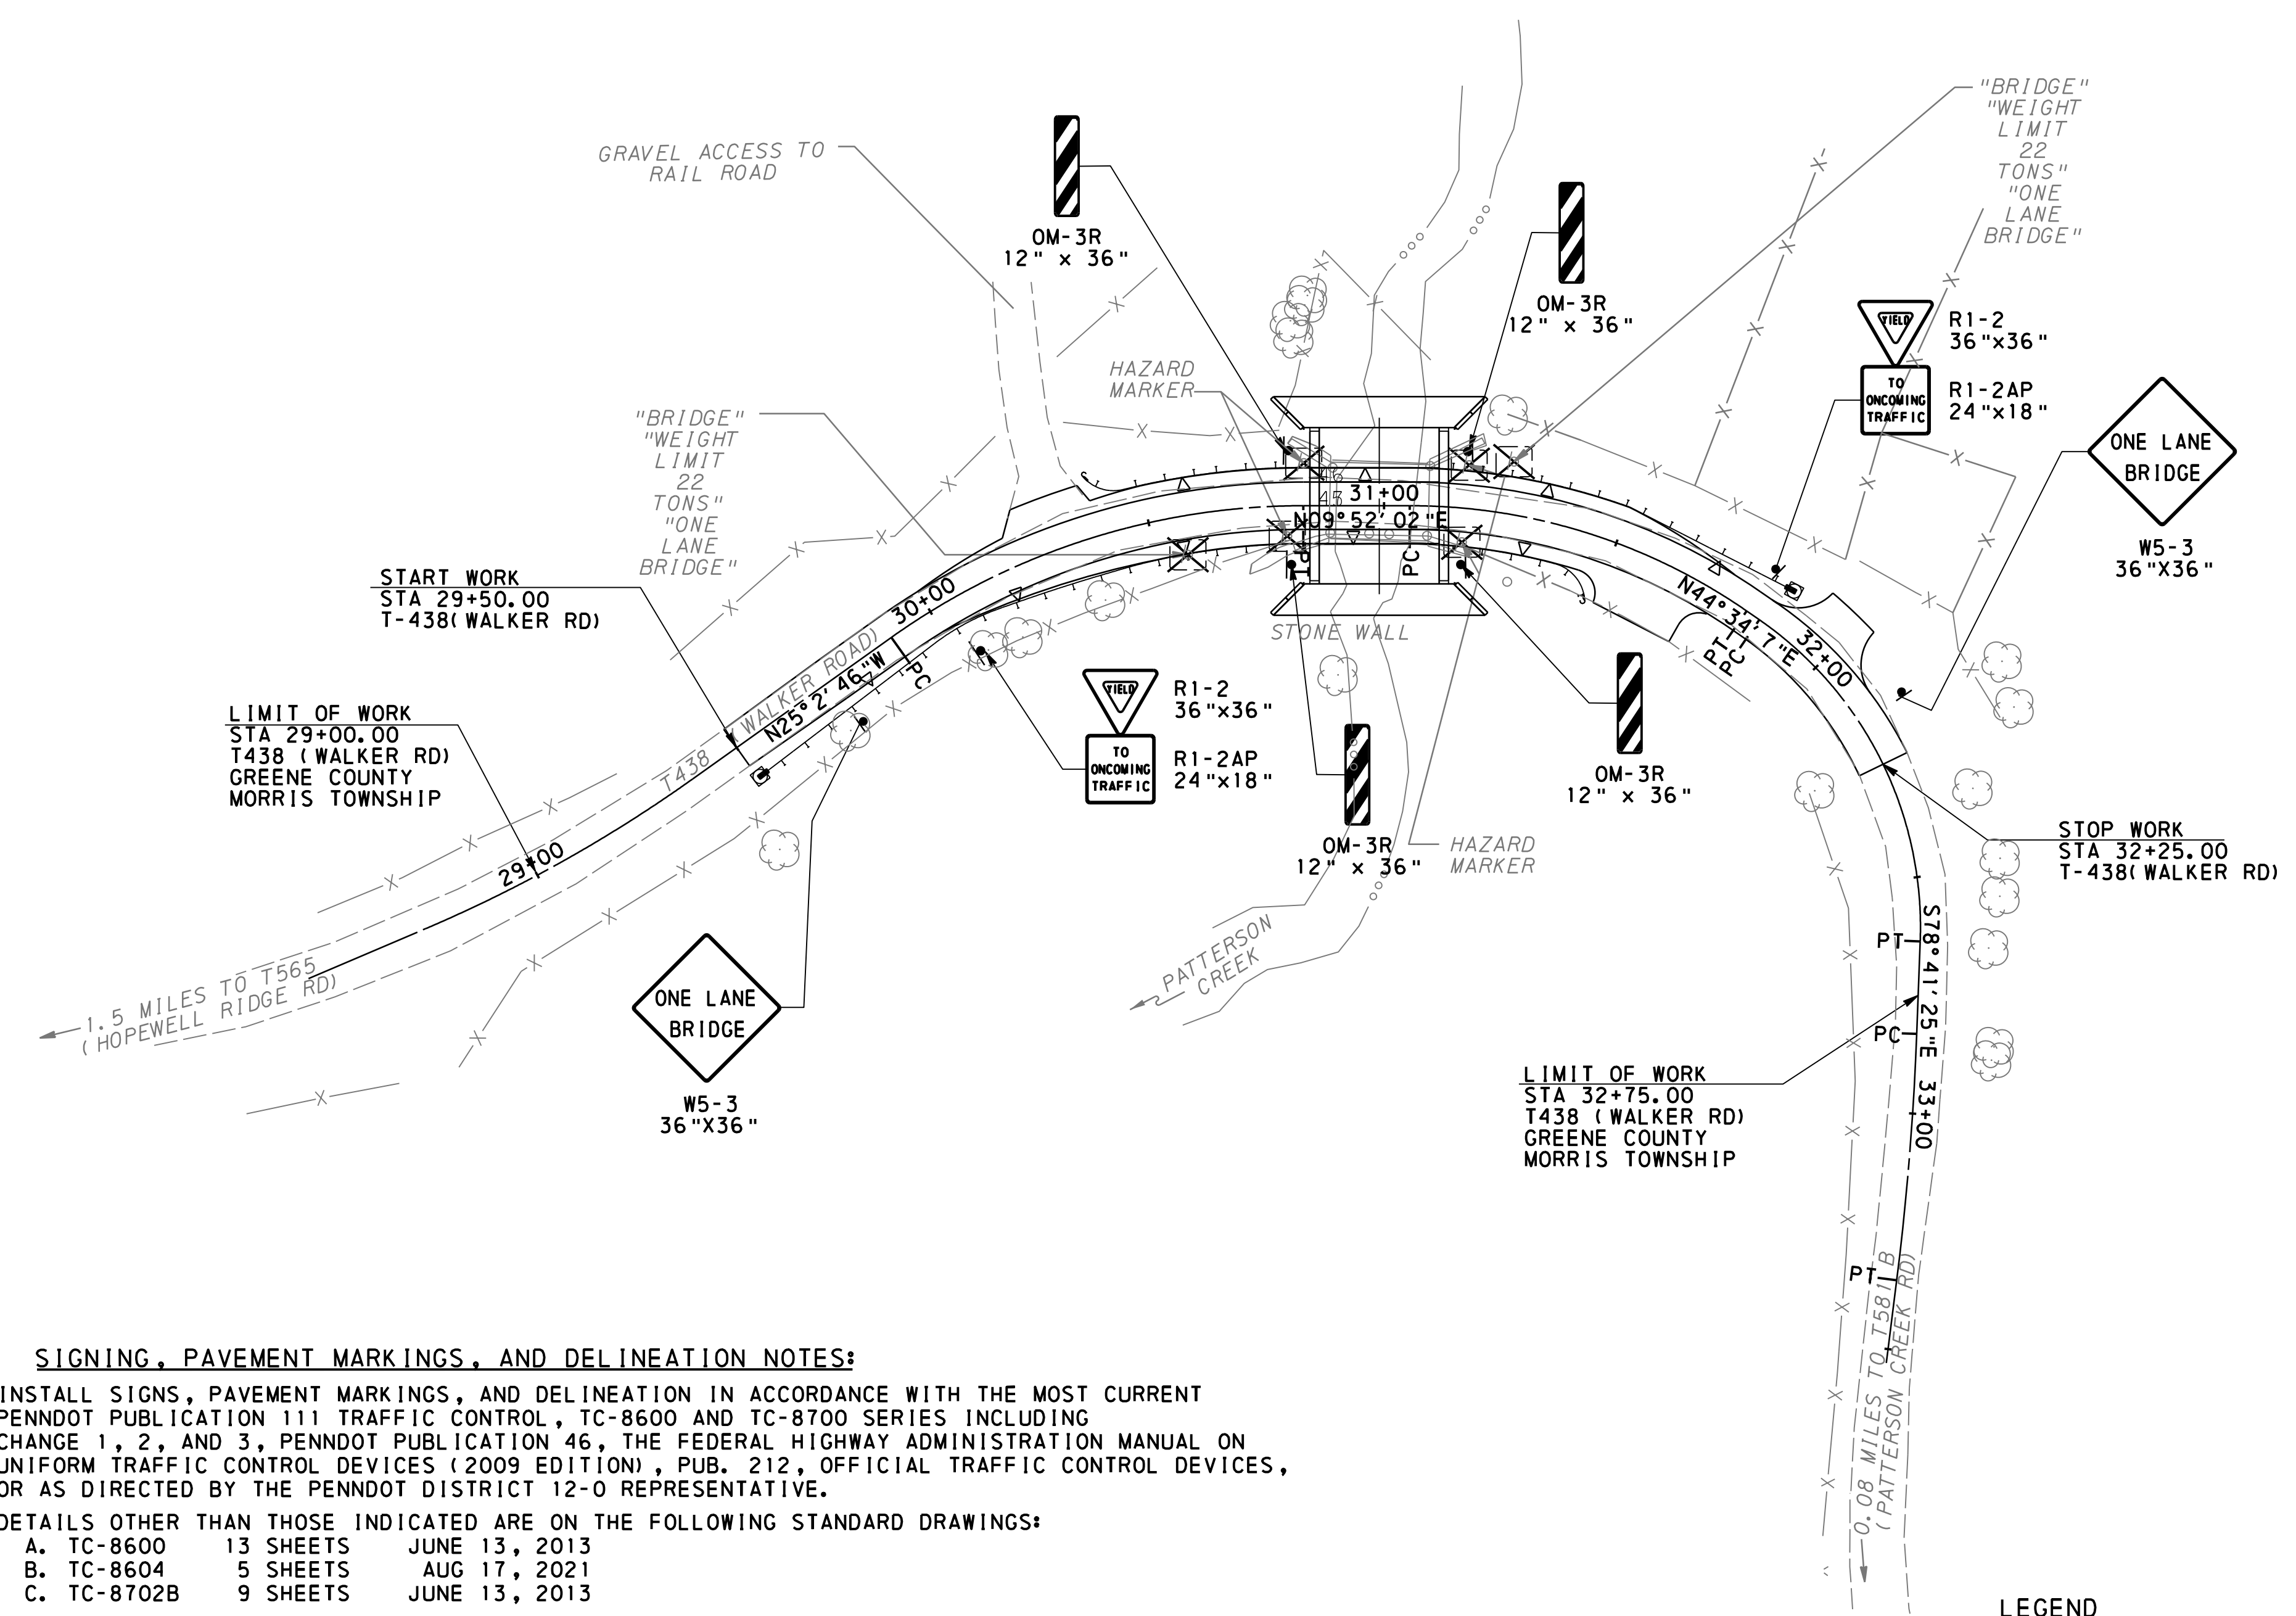 GRAVEL ACCESS TO
RAIL ROAD
OM-3R
12" x 36"
OM-3R
12" x 36"
"BRIDGE"
"WEIGHT
LIMIT
22
TONS"
"ONE
LANE
BRIDGE"
YIELD
TO
ONCOMING
TRAFFIC
R1-2
36"x36"
R1-2AP
24"x18"
ONE LANE
BRIDGE
W5-3
36"X36"
HAZARD
MARKER
"BRIDGE"
"WEIGHT
LIMIT
22
TONS"
"ONE
LANE
BRIDGE"
31+00
N09°52'02"E
PC
STONE WALL
START WORK
STA 29+50.00
T-438(WALKER RD)
30+00
N25°2'46"W
PC
T438 (WALKER ROAD)
N44°34'7"E
PT
PC
32+00
LIMIT OF WORK
STA 29+00.00
T438 (WALKER RD)
GREENE COUNTY
MORRIS TOWNSHIP
29+00
YIELD
TO
ONCOMING
TRAFFIC
R1-2
36"x36"
R1-2AP
24"x18"
OM-3R
12" x 36"
OM-3R
12" x 36"
HAZARD
MARKER
STOP WORK
STA 32+25.00
T-438(WALKER RD)
PATTERSON
CREEK
1.5 MILES TO T565
(HOPEWELL RIDGE RD)
ONE LANE
BRIDGE
W5-3
36"X36"
PT
S78°41'25"E
PC
33+00
LIMIT OF WORK
STA 32+75.00
T438 (WALKER RD)
GREENE COUNTY
MORRIS TOWNSHIP
PT
0.08 MILES TO T581 B
(PATTERSON CREEK RD)
SIGNING, PAVEMENT MARKINGS, AND DELINEATION NOTES:
INSTALL SIGNS, PAVEMENT MARKINGS, AND DELINEATION IN ACCORDANCE WITH THE MOST CURRENT
PENNDOT PUBLICATION 111 TRAFFIC CONTROL, TC-8600 AND TC-8700 SERIES INCLUDING
CHANGE 1, 2, AND 3, PENNDOT PUBLICATION 46, THE FEDERAL HIGHWAY ADMINISTRATION MANUAL ON
UNIFORM TRAFFIC CONTROL DEVICES (2009 EDITION), PUB. 212, OFFICIAL TRAFFIC CONTROL DEVICES,
OR AS DIRECTED BY THE PENNDOT DISTRICT 12-0 REPRESENTATIVE.
DETAILS OTHER THAN THOSE INDICATED ARE ON THE FOLLOWING STANDARD DRAWINGS:
A. TC-8600 13 SHEETS JUNE 13, 2013
B. TC-8604 5 SHEETS AUG 17, 2021
C. TC-8702B 9 SHEETS JUNE 13, 2013
LEGEND